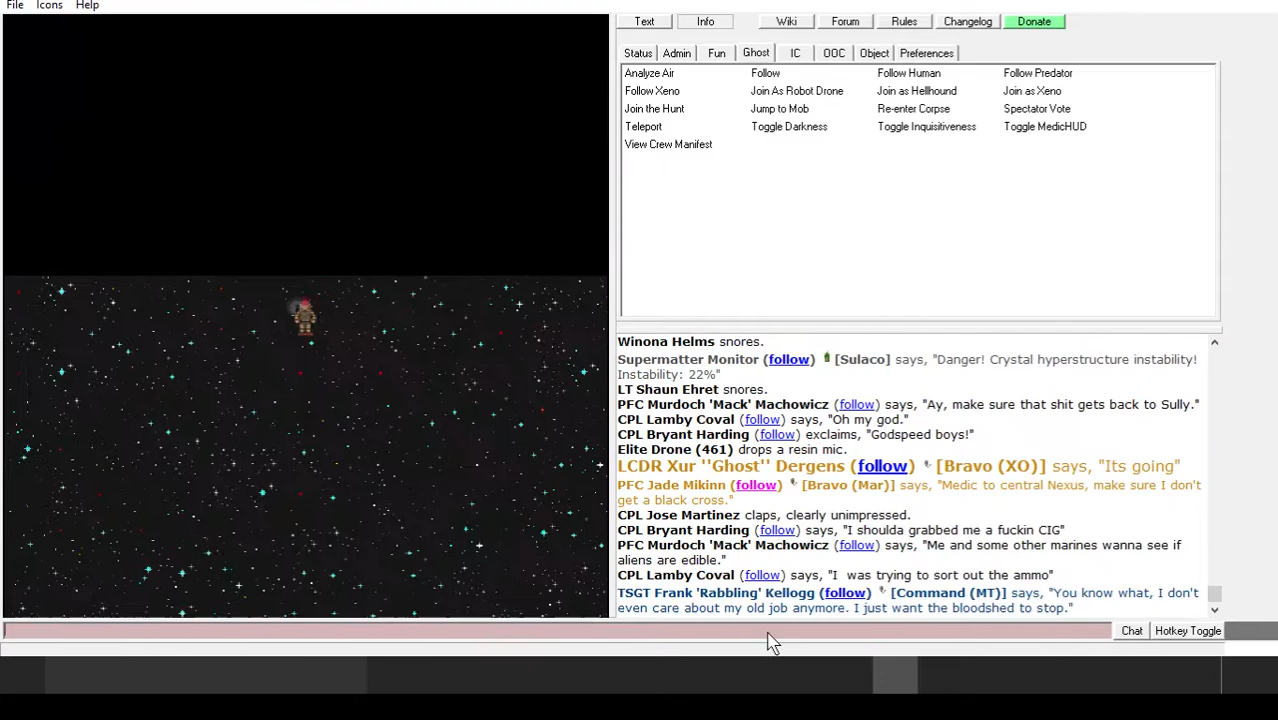 File Icons Help
Text Info Wiki Forum Rules Changelog Donate
Status Admin Fun Ghost IC OOC Object Preferences
Analyze Air Follow Follow Human Follow Predator
Follow Xeno Join As Robot Drone Join as Hellhound Join as Xeno
Join the Hunt Jump to Mob Re-enter Corpse Spectator Vote
Teleport Toggle Darkness Toggle Inquisitiveness Toggle MedicHUD
View Crew Manifest
Winona Helms snores.
Supermatter Monitor (follow) [Sulaco] says, "Danger! Crystal hyperstructure instability!
Instability: 22%"
LT Shaun Ehret snores.
PFC Murdoch 'Mack' Machowicz (follow) says, "Ay, make sure that shit gets back to Sully."
CPL Lamby Coval (follow) says, "Oh my god."
CPL Bryant Harding (follow) exclaims, "Godspeed boys!"
Elite Drone (461) drops a resin mic.
LCDR Xur ''Ghost'' Dergens (follow) [Bravo (XO)] says, "Its going"
PFC Jade Mikinn (follow) [Bravo (Mar)] says, "Medic to central Nexus, make sure I don't
get a black cross."
CPL Jose Martinez claps, clearly unimpressed.
CPL Bryant Harding (follow) says, "I shoulda grabbed me a fuckin CIG"
PFC Murdoch 'Mack' Machowicz (follow) says, "Me and some other marines wanna see if
aliens are edible."
CPL Lamby Coval (follow) says, "I was trying to sort out the ammo"
TSGT Frank 'Rabbling' Kellogg (follow) [Command (MT)] says, "You know what, I don't
even care about my old job anymore. I just want the bloodshed to stop."
Chat Hotkey Toggle